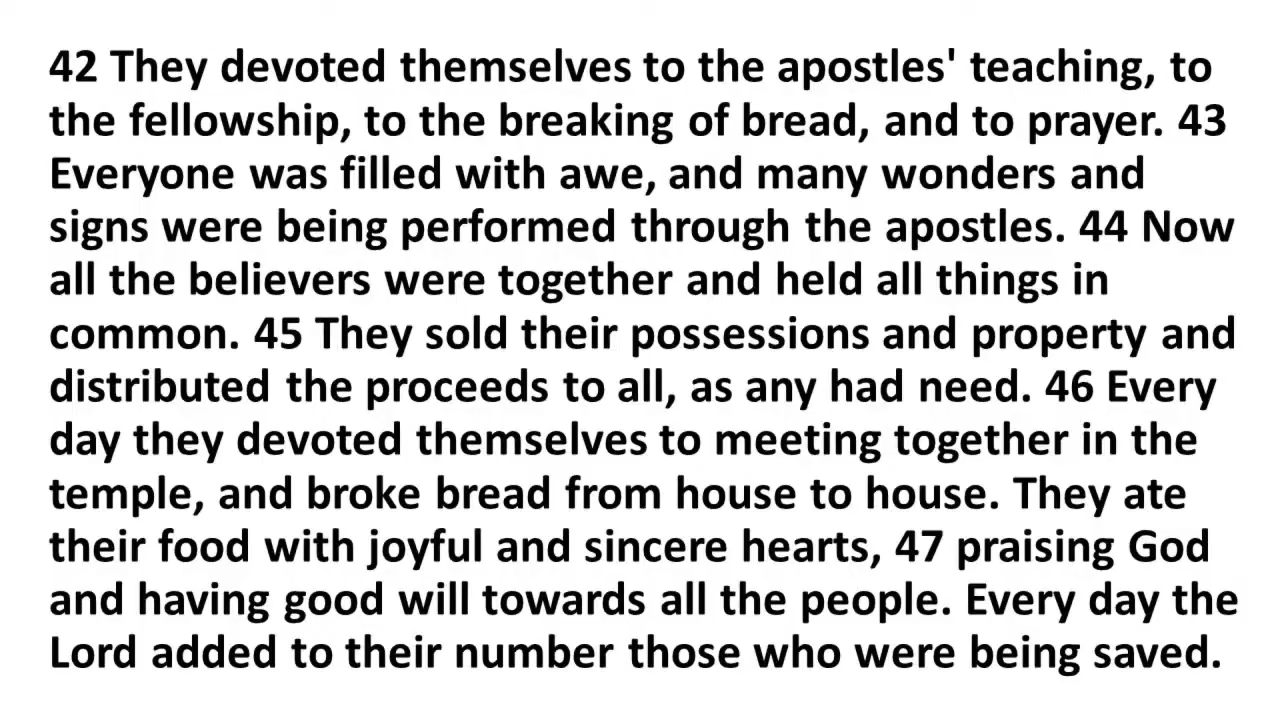 42 They devoted themselves to the apostles' teaching, to
the fellowship, to the breaking of bread, and to prayer. 43
Everyone was filled with awe, and many wonders and
signs were being performed through the apostles. 44 Now
all the believers were together and held all things in
common. 45 They sold their possessions and property and
distributed the proceeds to all, as any had need. 46 Every
day they devoted themselves to meeting together in the
temple, and broke bread from house to house. They ate
their food with joyful and sincere hearts, 47 praising God
and having good will towards all the people. Every day the
Lord added to their number those who were being saved.